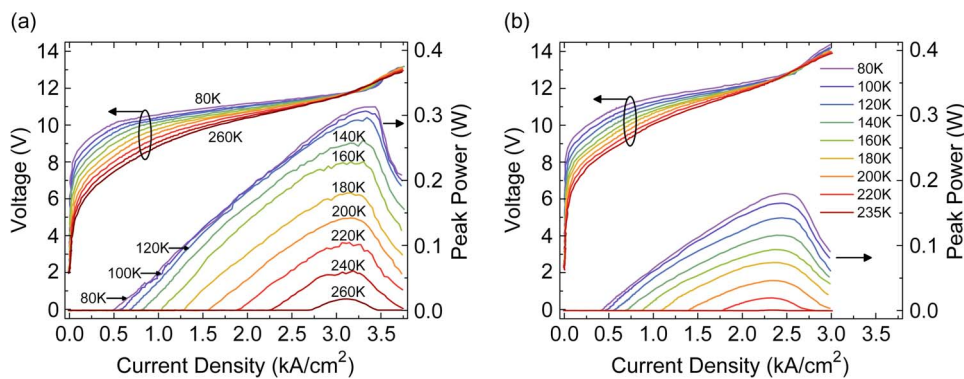 (a)
14
12
10
8
6
4
2
0
Voltage (V)
0.0
0.5
1.0
1.5
2.0
2.5
3.0
3.5
Current Density (kA/cm²)
0.4
0.3
0.2
0.1
0.0
Peak Power (W)
80K
260K
140K
160K
180K
200K
220K
240K
260K
120K
100K
80K
(b)
14
12
10
8
6
4
2
0
Voltage (V)
0.0
0.5
1.0
1.5
2.0
2.5
3.0
3.5
Current Density (kA/cm²)
0.4
0.3
0.2
0.1
0.0
Peak Power (W)
80K
100K
120K
140K
160K
180K
200K
220K
235K